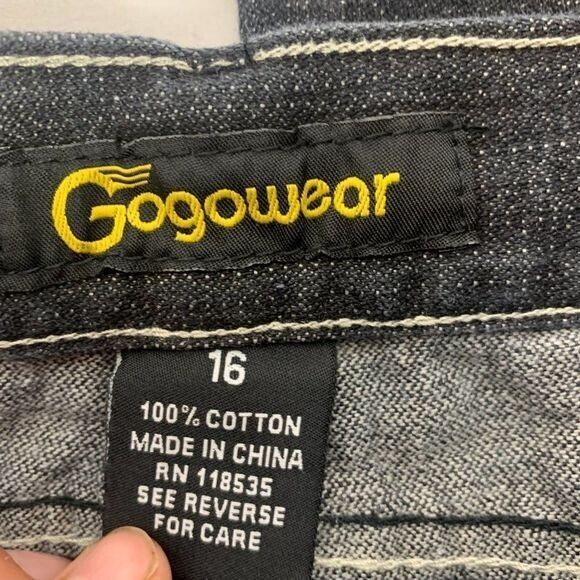 Gogowear
16
100% COTTON
MADE IN CHINA
RN 118535
SEE REVERSE
FOR CARE